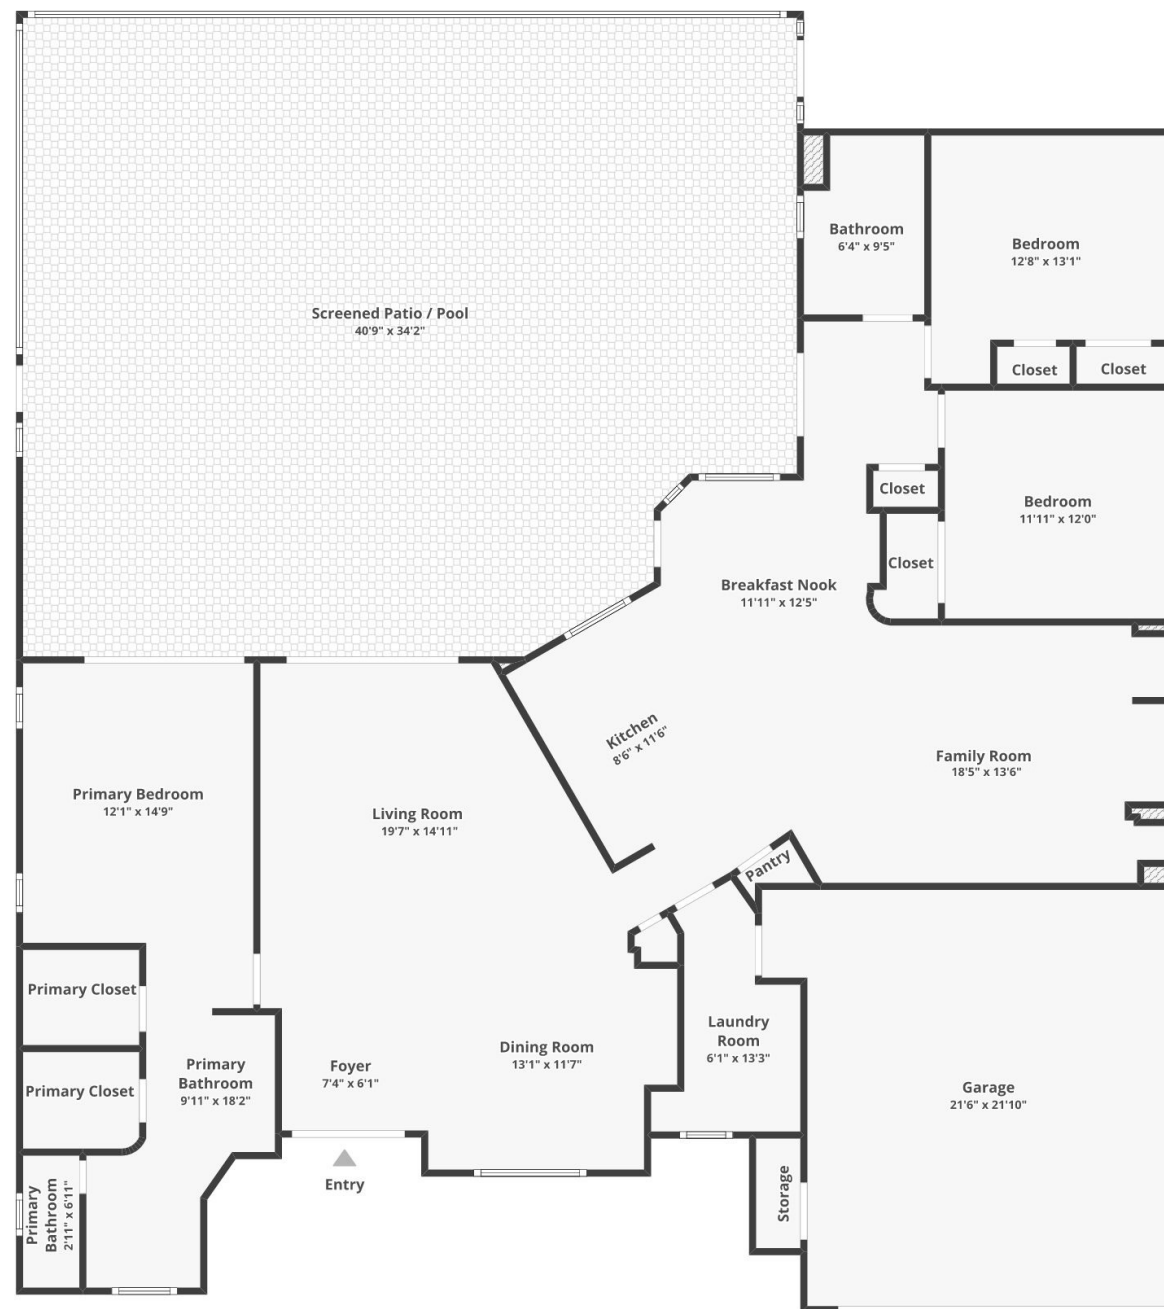 Bathroom
6'4" x 9'5"
Bedroom
12'8" x 13'1"
Screened Patio / Pool
40'9" x 34'2"
Closet
Closet
Closet
Bedroom
11'11" x 12'0"
Closet
Breakfast Nook
11'11" x 12'5"
Kitchen
8'6" x 11'6"
Family Room
18'5" x 13'6"
Primary Bedroom
12'1" x 14'9"
Living Room
19'7" x 14'11"
Pantry
Primary Closet
Laundry
Room
6'1" x 13'3"
Dining Room
13'1" x 11'7"
Foyer
7'4" x 6'1"
Primary
Bathroom
9'11" x 18'2"
Primary Closet
Garage
21'6" x 21'10"
Entry
Storage
Primary
Bathroom
2'11" x 6'11"